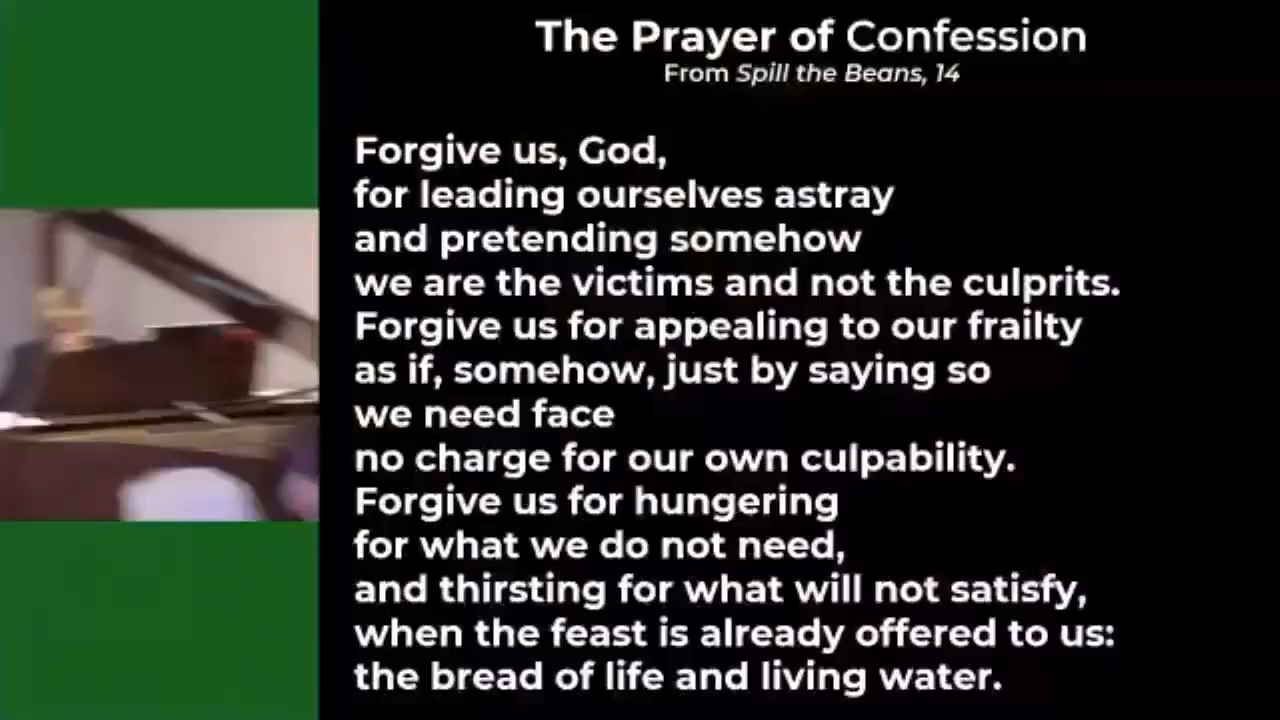 The Prayer of Confession
From Spill the Beans, 14
Forgive us, God,
for leading ourselves astray
and pretending somehow
we are the victims and not the culprits.
Forgive us for appealing to our frailty
as if, somehow, just by saying so
we need face
no charge for our own culpability.
Forgive us for hungering
for what we do not need,
and thirsting for what will not satisfy,
when the feast is already offered to us:
the bread of life and living water.